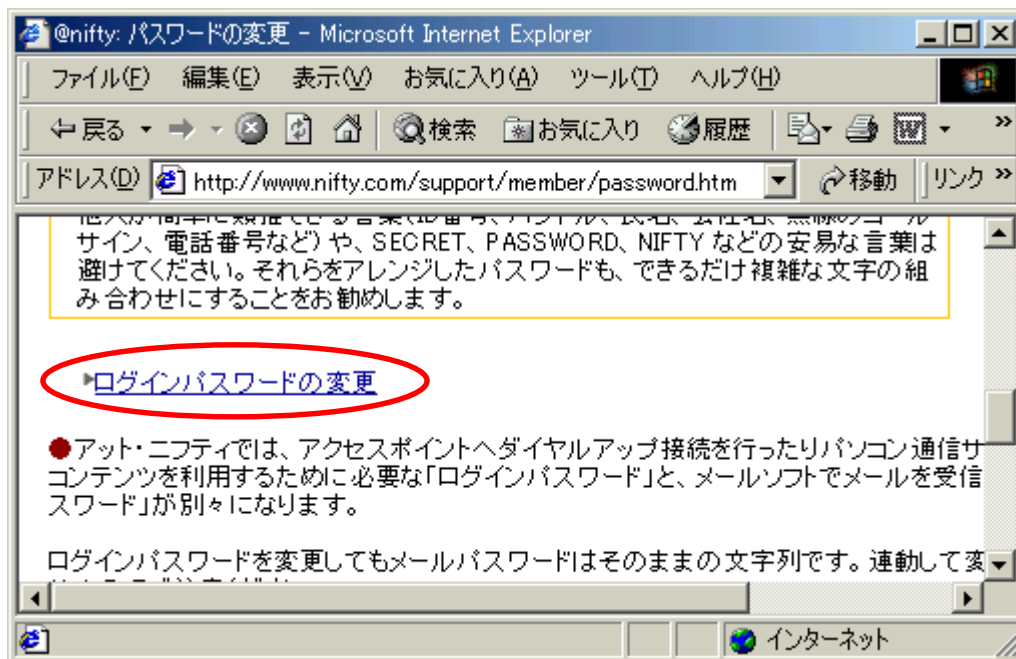 @nifty: パスワードの変更 - Microsoft Internet Explorer
ファイル(F) 編集(E) 表示(V) お気に入り(A) ツール(T) ヘルプ(H)
戻る 検索 お気に入り 履歴 »
アドレス(D) http://www.nifty.com/support/member/password.htm 移動 リンク »
サイン、電話番号など) や、SECRET、PASSWORD、NIFTY などの安易な言葉は
避けてください。それらをアレンジしたパスワードも、できるだけ複雑な文字の組
み合わせにすることをお勧めします。
ログインパスワードの変更
●アット・ニフティでは、アクセスポイントへダイヤルアップ接続を行ったりパソコン通信サ
コンテンツを利用するために必要な「ログインパスワード」と、メールソフトでメールを受信
スワード」が別々になります。
ログインパスワードを変更してもメールパスワードはそのままの文字列です。連動して変
インターネット